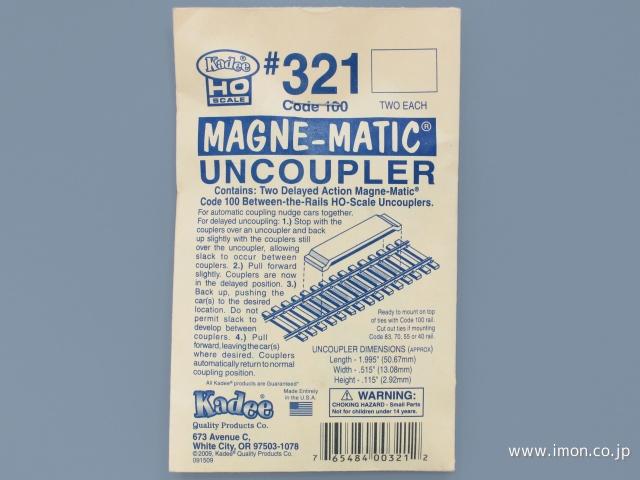 Kadee®
HO
SCALE
#321
Code 100
TWO EACH
MAGNE-MATIC®
UNCOUPLER
Contains: Two Delayed Action Magne-Matic®
Code 100 Between-the-Rails HO-Scale Uncouplers.
For automatic coupling nudge cars together.
For delayed uncoupling: 1.) Stop with the
couplers over an uncoupler and back
up slightly with the couplers still
over the uncoupler, allowing
slack to occur between
couplers. 2.) Pull forward
slightly. Couplers are now
in the delayed position. 3.)
Back up, pushing the
car(s) to the desired
location. Do not
permit slack to
develop between
couplers. 4.) Pull
forward, leaving the car(s)
where desired. Couplers
automatically return to normal
coupling position.
Ready to mount on top
of ties with Code 100 rail.
Cut out ties if mounting
Code 83, 70, 55 or 40 rail.
UNCOUPLER DIMENSIONS (APPROX)
Length - 1.995" (50.67mm)
Width - .515" (13.08mm)
Height - .115" (2.92mm)
All Kadee® products are Guaranteed®
Kadee®
Quality Products Co.
Made Entirely
in the U.S.A.
673 Avenue C,
White City, OR 97503-1078
©2009, Kadee® Quality Products Co.
091509
WARNING:
CHOKING HAZARD - Small Parts
Not for children under 14 years.
7 65484 00321 2
www.imon.co.jp